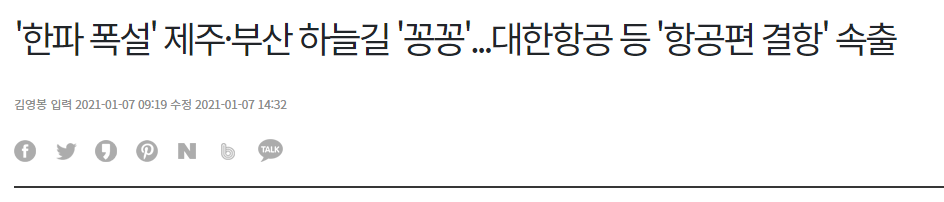 '한파 폭설' 제주·부산 하늘길 '꽁꽁'...대한항공 등 '항공편 결항' 속출
김영봉 입력 2021-01-07 09:19 수정 2021-01-07 14:32
f N b TALK